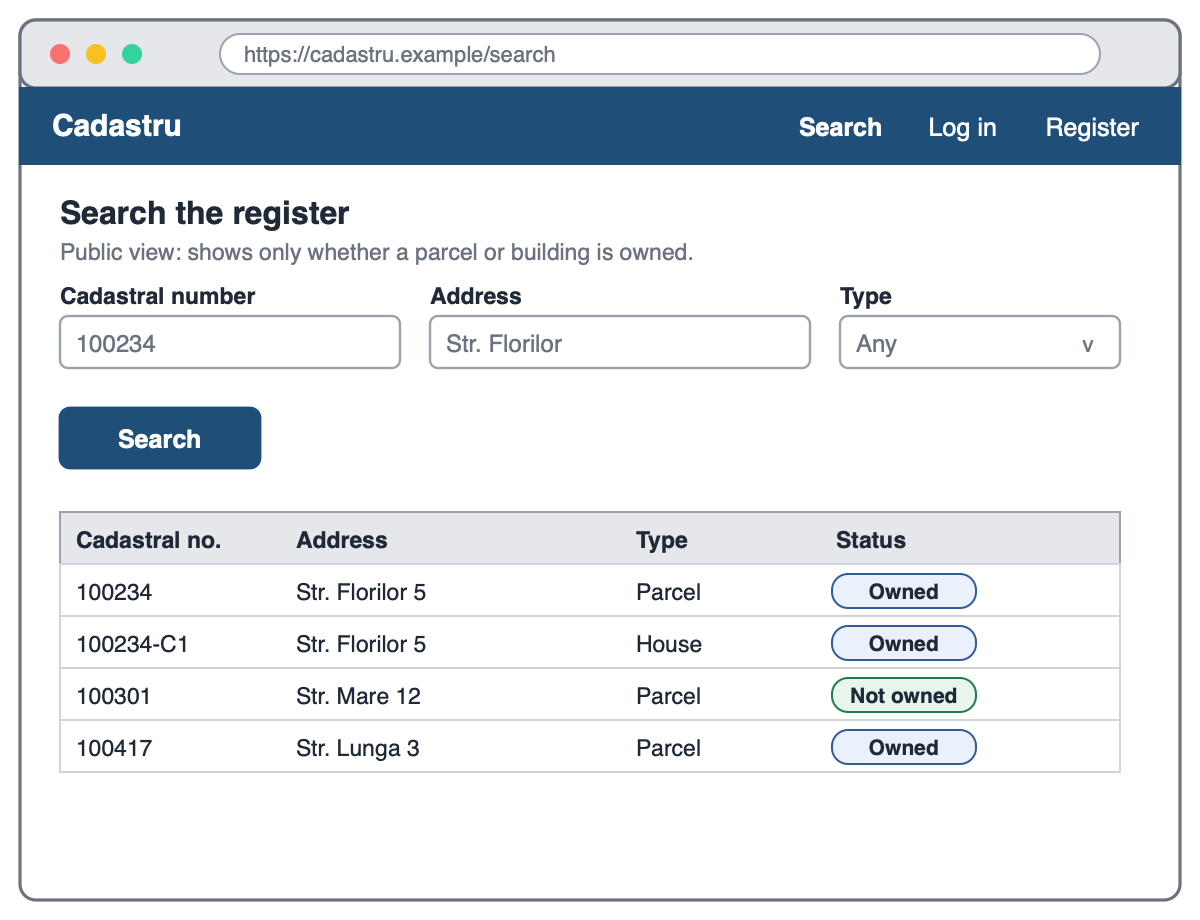 https://cadastru.example/search
Cadastru Search Log in Register
Search the register
Public view: shows only whether a parcel or building is owned.
Cadastral number Address Type
100234 Str. Florilor Any v
Search
Cadastral no. Address Type Status
100234 Str. Florilor 5 Parcel Owned
100234-C1 Str. Florilor 5 House Owned
100301 Str. Mare 12 Parcel Not owned
100417 Str. Lunga 3 Parcel Owned